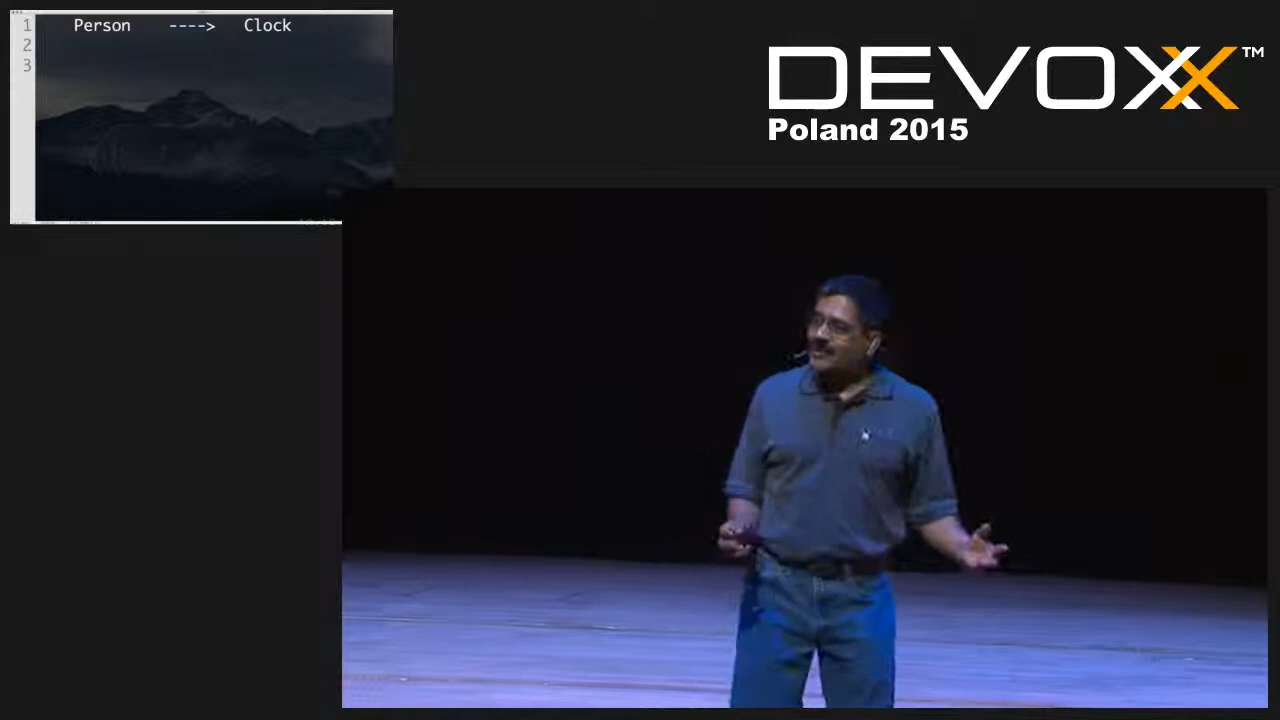 1 Person ----> Clock
2
3
DEVOXX™
Poland 2015